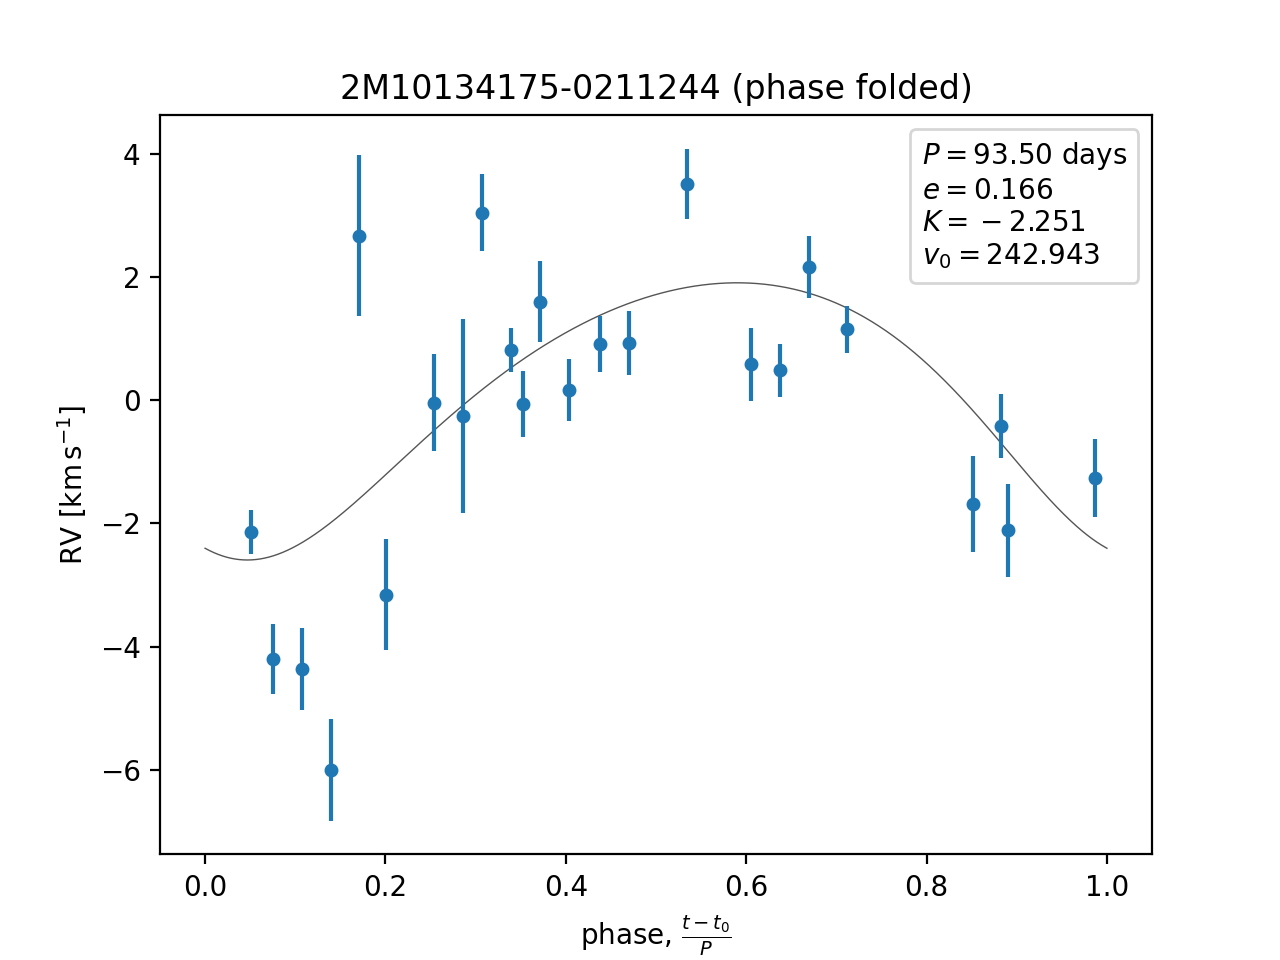 2M10134175-0211244 (phase folded)
P = 93.50 days
e = 0.166
K = −2.251
v₀ = 242.943
4
2
0
−2
−4
−6
RV [km s⁻¹]
0.0 0.2 0.4 0.6 0.8 1.0
phase, (t − t₀)/P